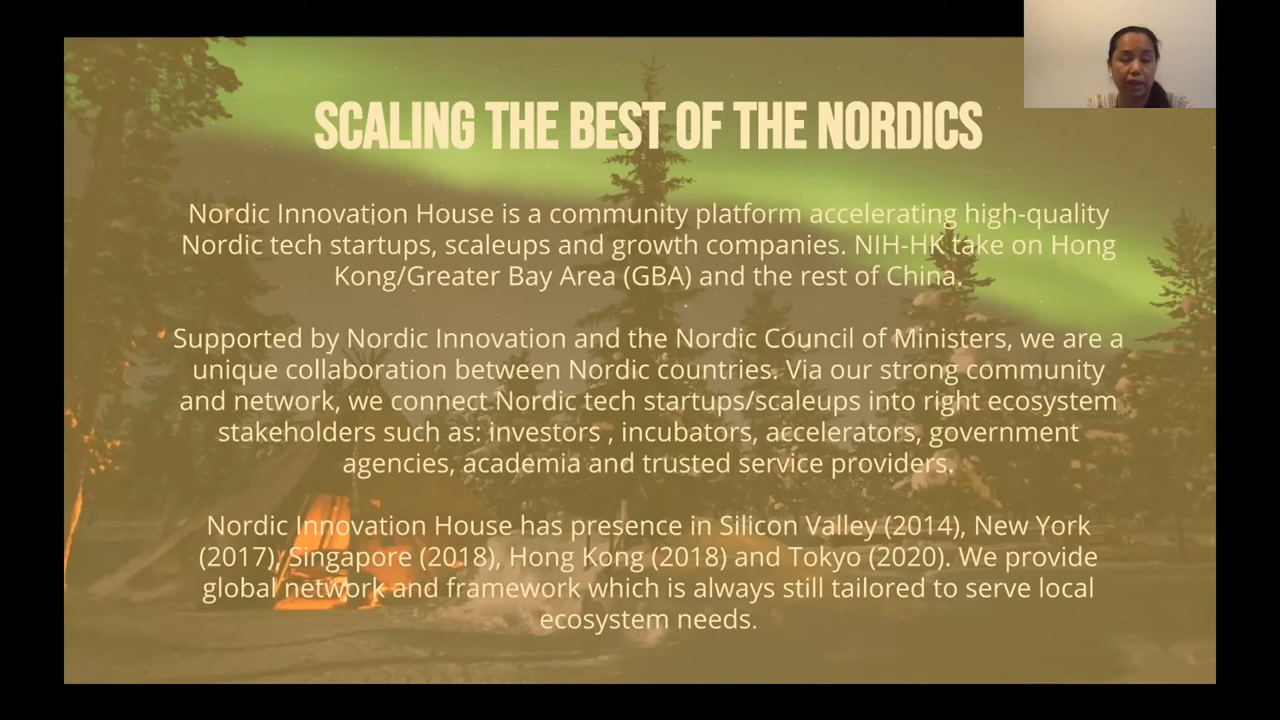 SCALING THE BEST OF THE NORDICS
Nordic Innovation House is a community platform accelerating high-quality
Nordic tech startups, scaleups and growth companies. NIH-HK take on Hong
Kong/Greater Bay Area (GBA) and the rest of China.
Supported by Nordic Innovation and the Nordic Council of Ministers, we are a
unique collaboration between Nordic countries. Via our strong community
and network, we connect Nordic tech startups/scaleups into right ecosystem
stakeholders such as: investors , incubators, accelerators, government
agencies, academia and trusted service providers.
Nordic Innovation House has presence in Silicon Valley (2014), New York
(2017), Singapore (2018), Hong Kong (2018) and Tokyo (2020). We provide
global network and framework which is always still tailored to serve local
ecosystem needs.